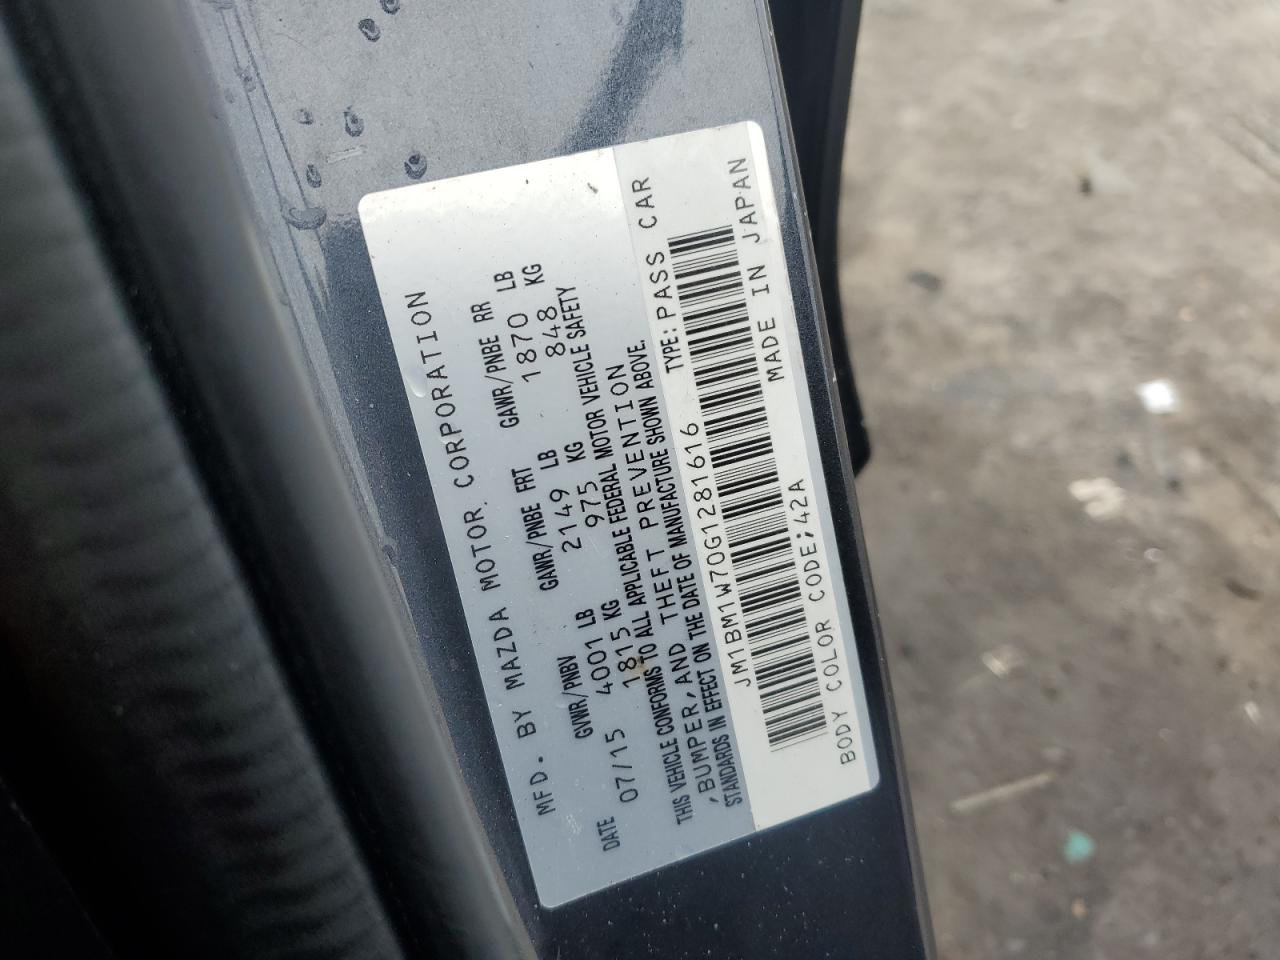 MFD. BY MAZDA MOTOR CORPORATION
GVWR/PNBV GAWR/PNBE FRT GAWR/PNBE RR
DATE 4001 LB 2149 LB 1870 LB
07/15 1815 KG 975 KG 848 KG
THIS VEHICLE CONFORMS TO ALL APPLICABLE FEDERAL MOTOR VEHICLE SAFETY
,BUMPER, AND THEFT PREVENTION
STANDARDS IN EFFECT ON THE DATE OF MANUFACTURE SHOWN ABOVE.
JM1BM1W70G1281616 TYPE: PASS CAR
BODY COLOR CODE;42A MADE IN JAPAN